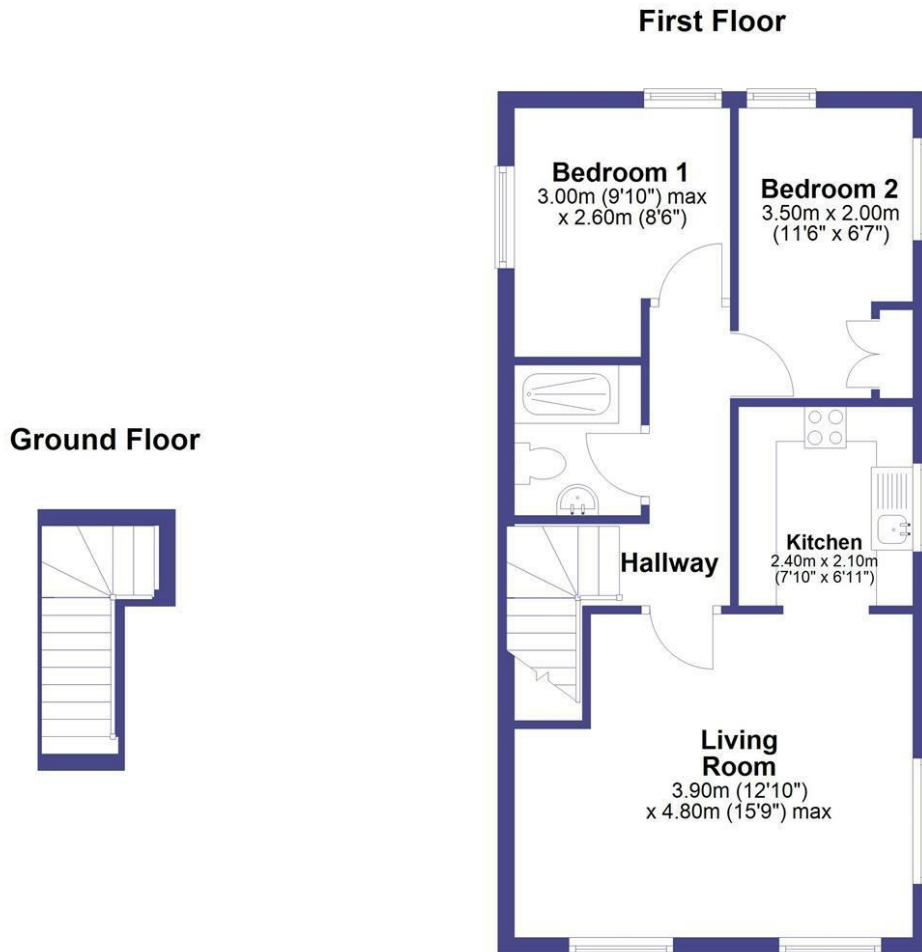 First Floor
Bedroom 1
3.00m (9'10") max
x 2.60m (8'6")
Bedroom 2
3.50m x 2.00m
(11'6" x 6'7")
Ground Floor
Kitchen
2.40m x 2.10m
(7'10" x 6'11")
Hallway
Living
Room
3.90m (12'10")
x 4.80m (15'9") max